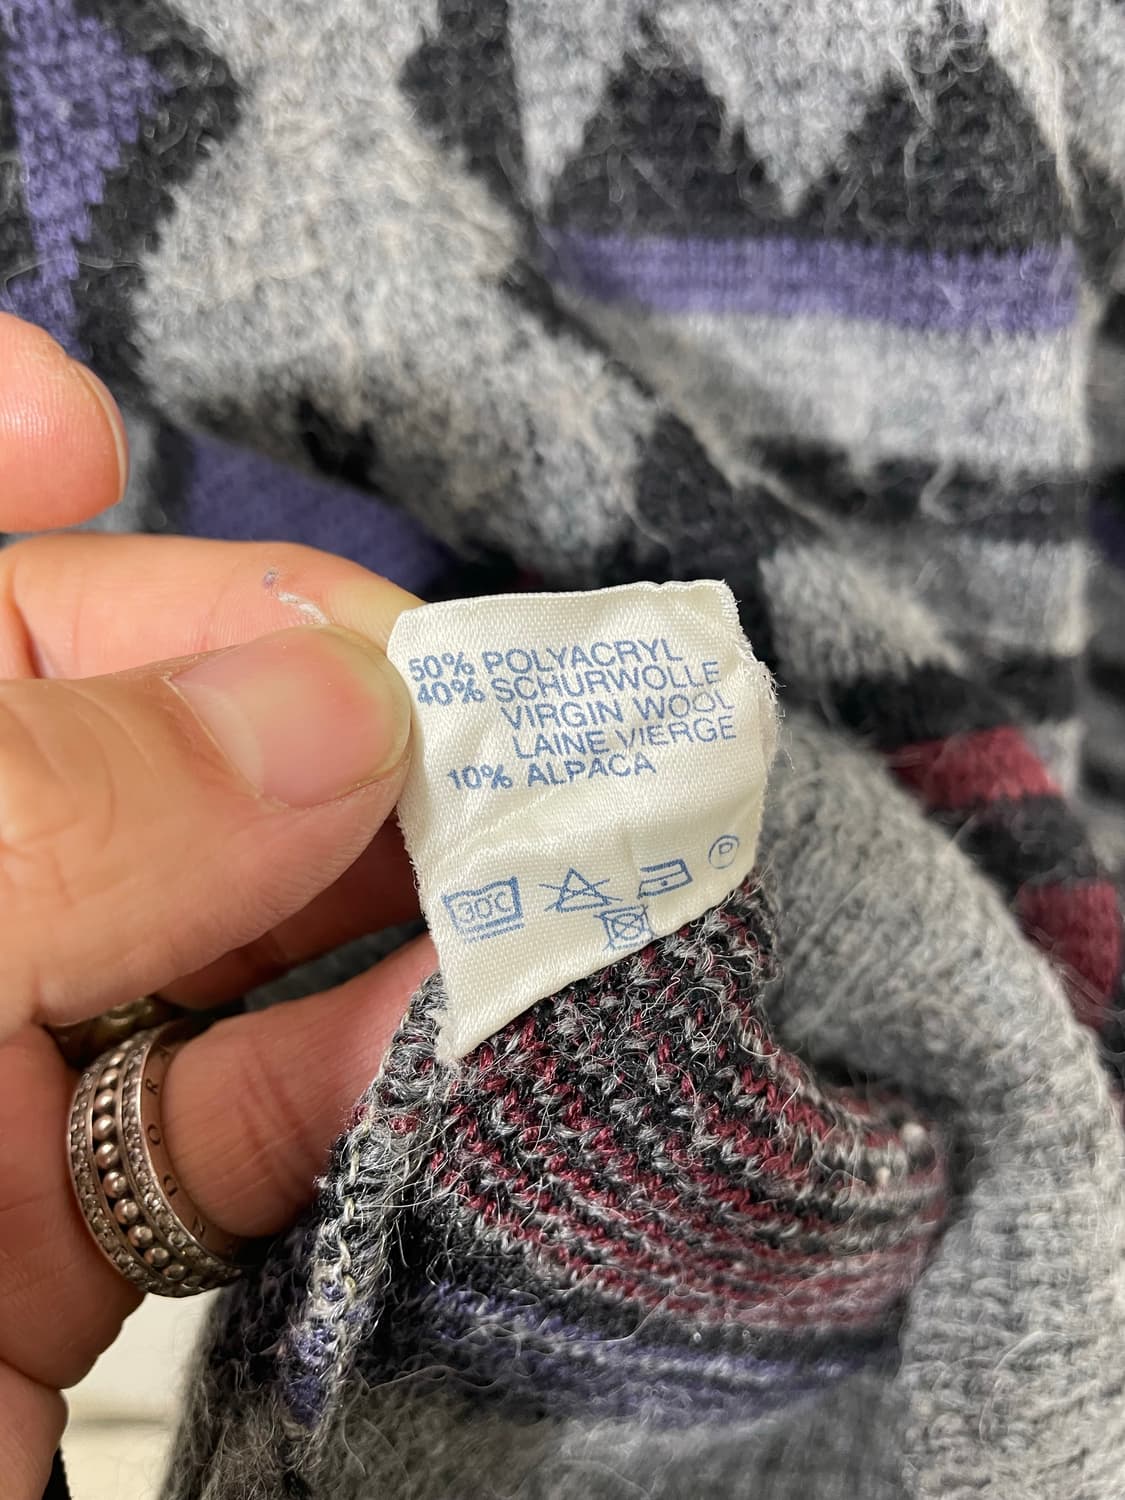 50% POLYACRYL
40% SCHURWOLLE
VIRGIN WOOL
LAINE VIERGE
10% ALPACA
30C
P